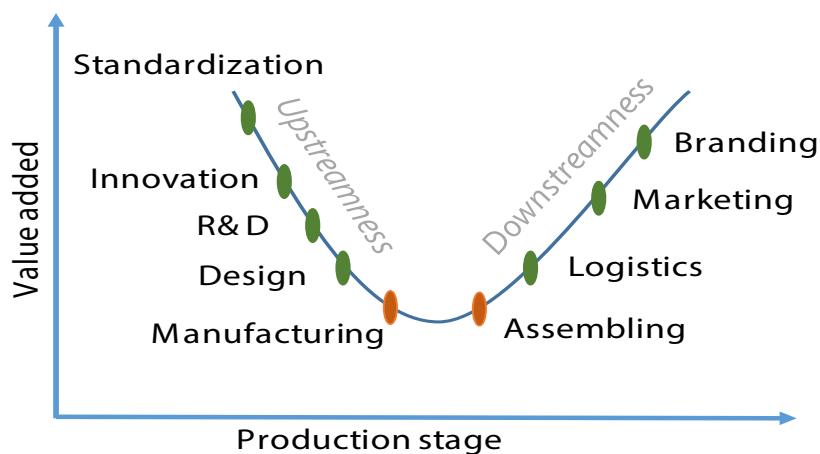 Standardization
Upstreamness
Downstreamness
Branding
Innovation
Marketing
R&D
Design
Logistics
Manufacturing
Assembling
Value added
Production stage